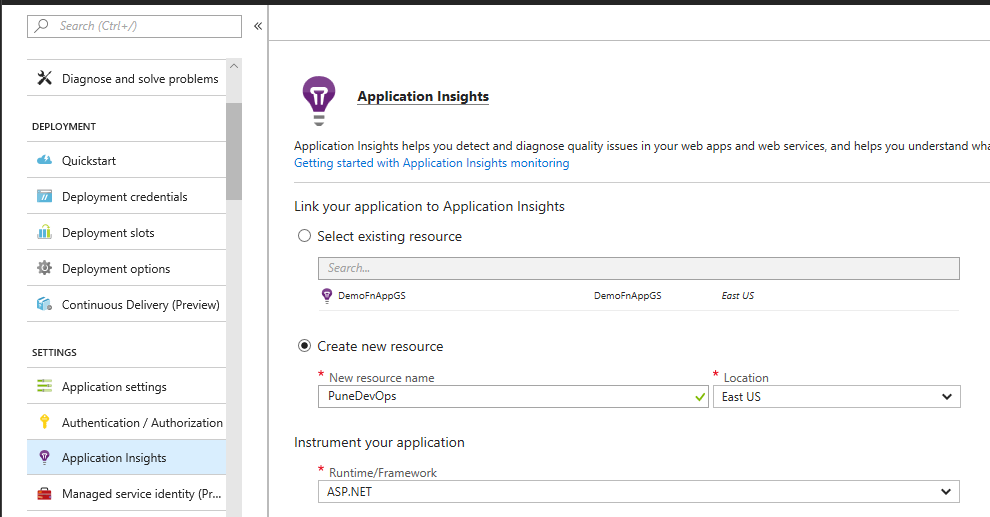 Search (Ctrl+/)
«
Diagnose and solve problems
DEPLOYMENT
Quickstart
Deployment credentials
Deployment slots
Deployment options
Continuous Delivery (Preview)
SETTINGS
Application settings
Authentication / Authorization
Application Insights
Managed service identity (Pr...
Application Insights
Application Insights helps you detect and diagnose quality issues in your web apps and web services, and helps you understand wha
Getting started with Application Insights monitoring
Link your application to Application Insights
Select existing resource
Search...
DemoFnAppGS DemoFnAppGS East US
Create new resource
* New resource name * Location
PuneDevOps East US
Instrument your application
* Runtime/Framework
ASP.NET